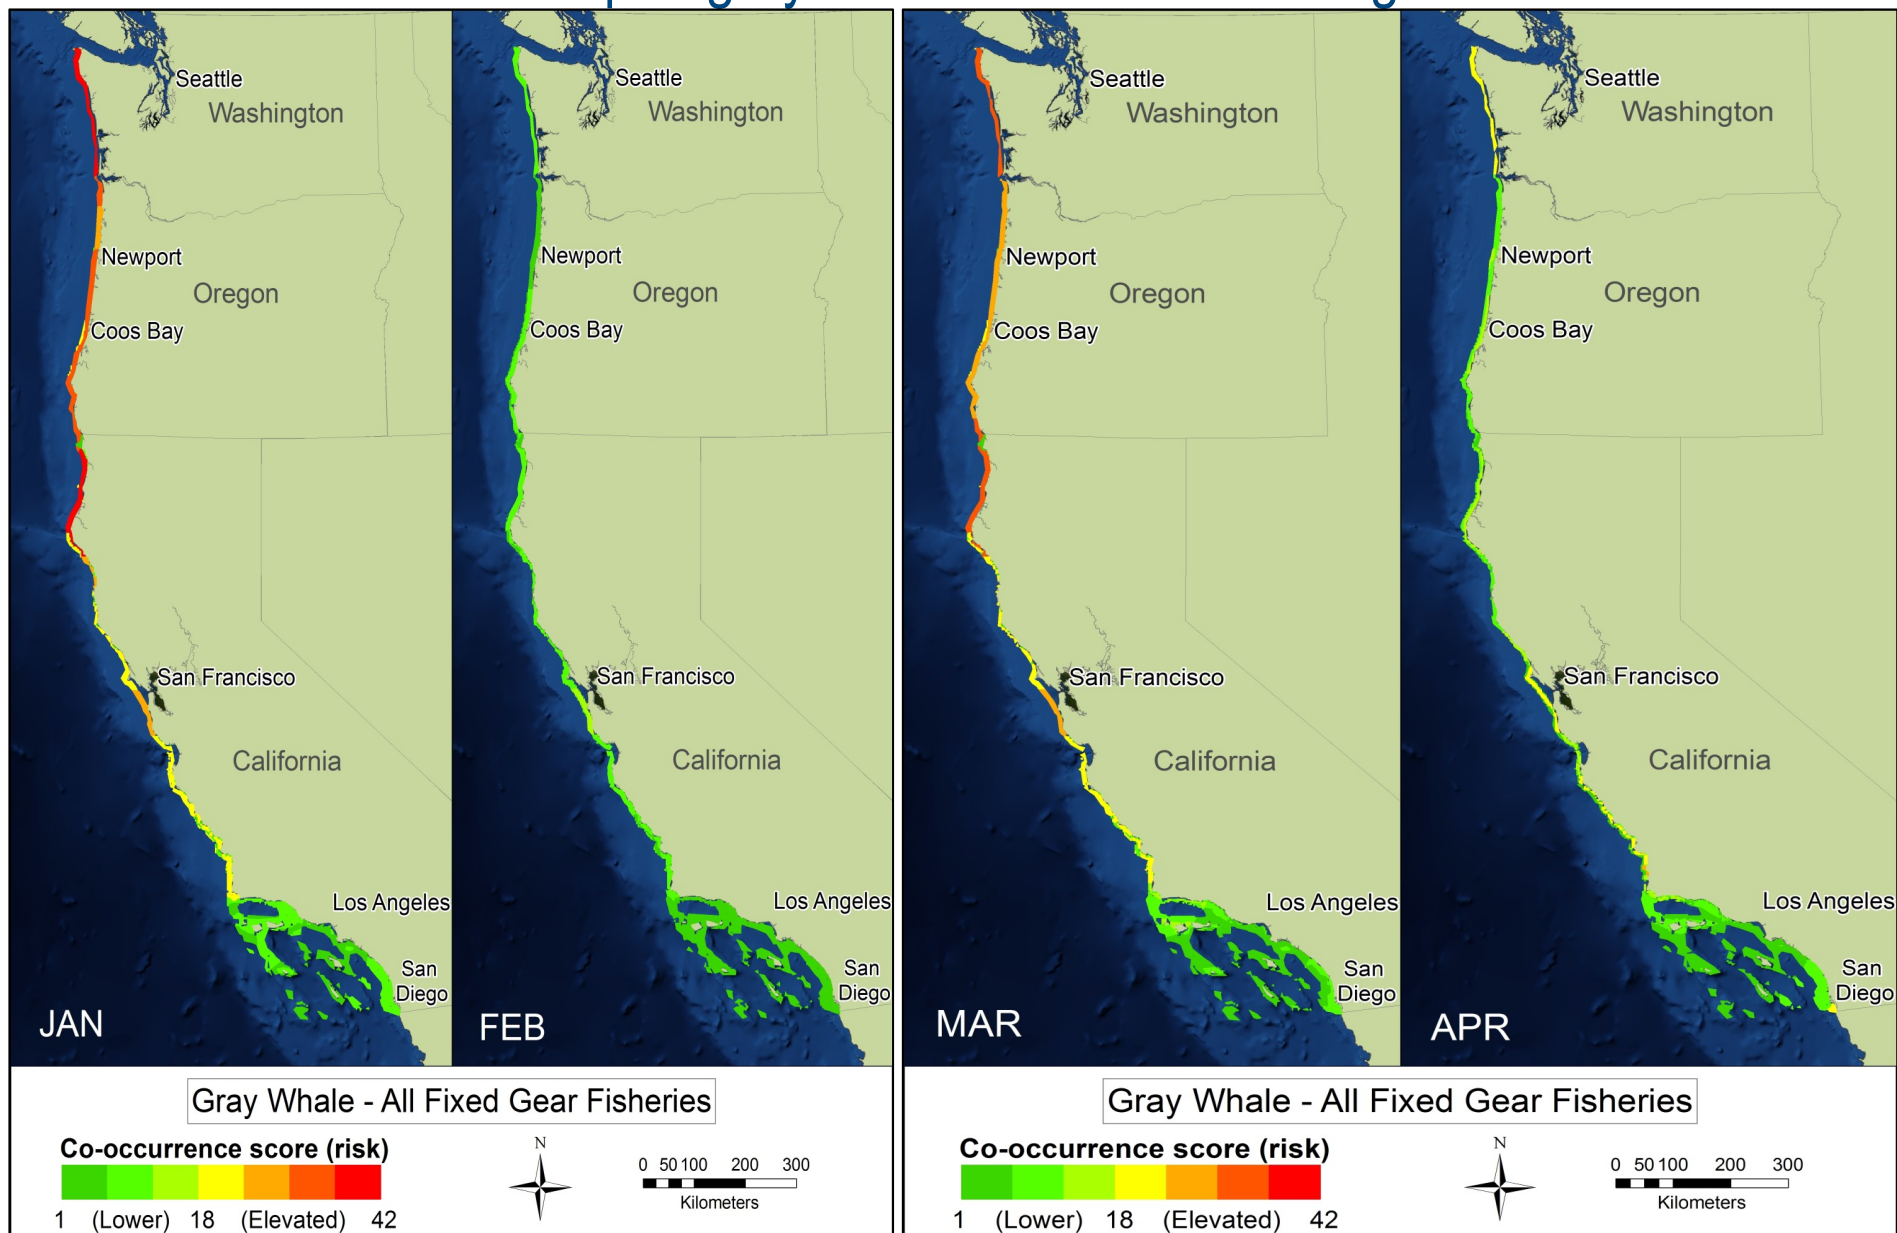 Seattle
Washington
Newport
Oregon
Coos Bay
San Francisco
California
Los Angeles
San
Diego
JAN
Seattle
Washington
Newport
Oregon
Coos Bay
San Francisco
California
Los Angeles
San
Diego
FEB
Gray Whale - All Fixed Gear Fisheries
Co-occurrence score (risk)
1 (Lower) 18 (Elevated) 42
N
0 50 100 200 300
Kilometers
Seattle
Washington
Newport
Oregon
Coos Bay
San Francisco
California
Los Angeles
San
Diego
MAR
Seattle
Washington
Newport
Oregon
Coos Bay
San Francisco
California
Los Angeles
San
Diego
APR
Gray Whale - All Fixed Gear Fisheries
Co-occurrence score (risk)
1 (Lower) 18 (Elevated) 42
N
0 50 100 200 300
Kilometers